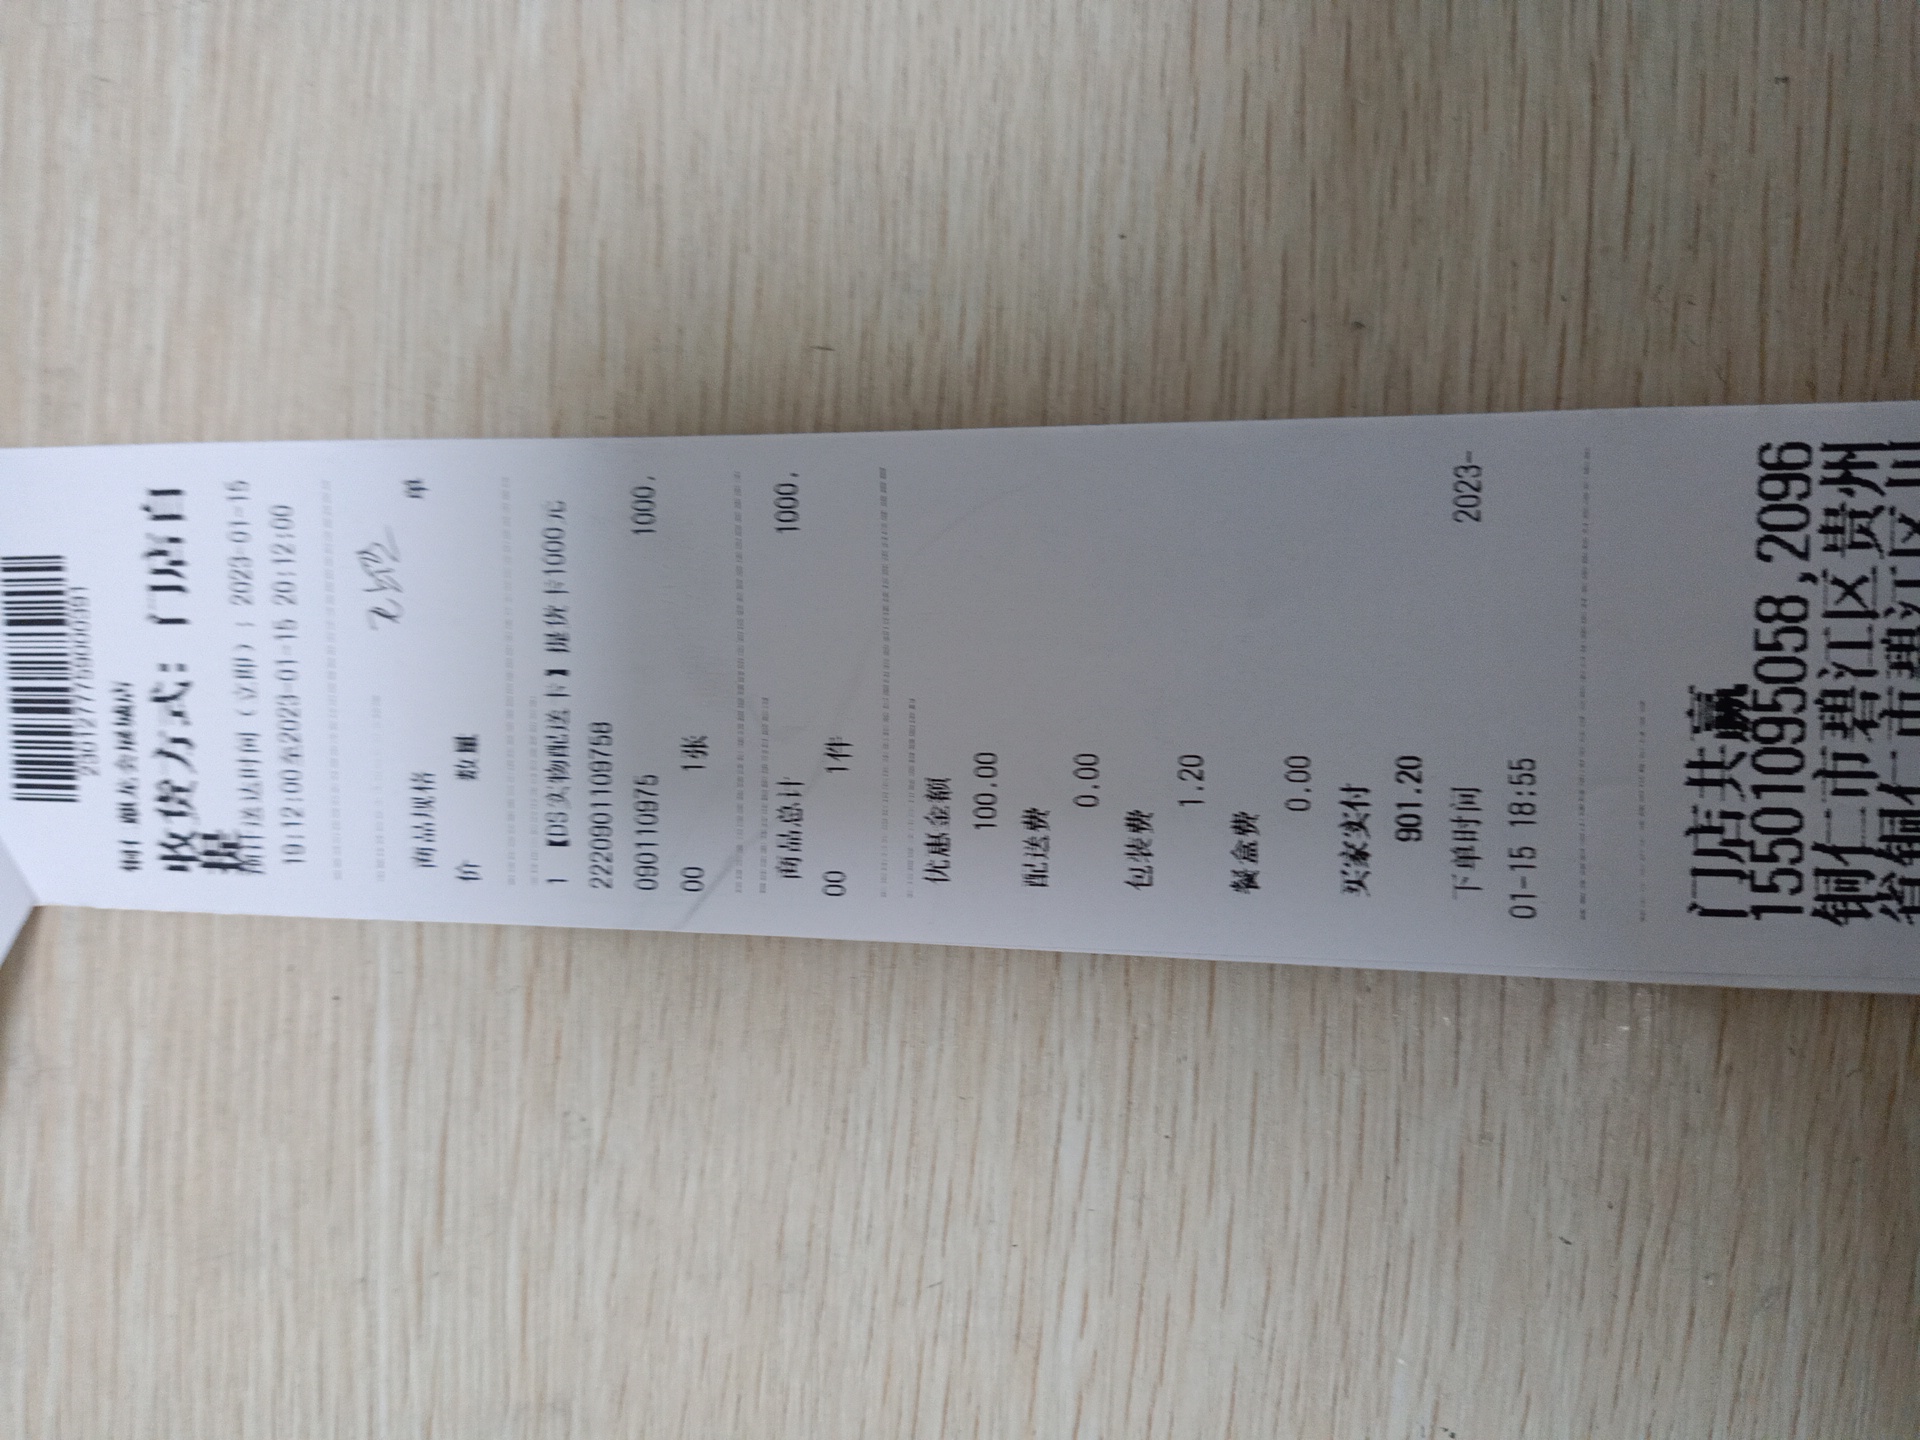 2301277759000391
收货方式：门店自
提
预计送达时间（立即）：2023-01-15
19:12:00至2023-01-15 20:12:00
商品规格 单
价 数量
1 【DS实物配送卡】提货卡1000元
2220901109758
0901109975 1000.
00 1张
商品总计 1000.
00 1件
优惠金额
100.00
配送费
0.00
包装费
1.20
餐盒费
0.00
买家实付
901.20
下单时间 2023-
01-15 18:55
门店共赢
15501095058,2096
铜仁市碧江区贵州
省铜仁市碧江区川